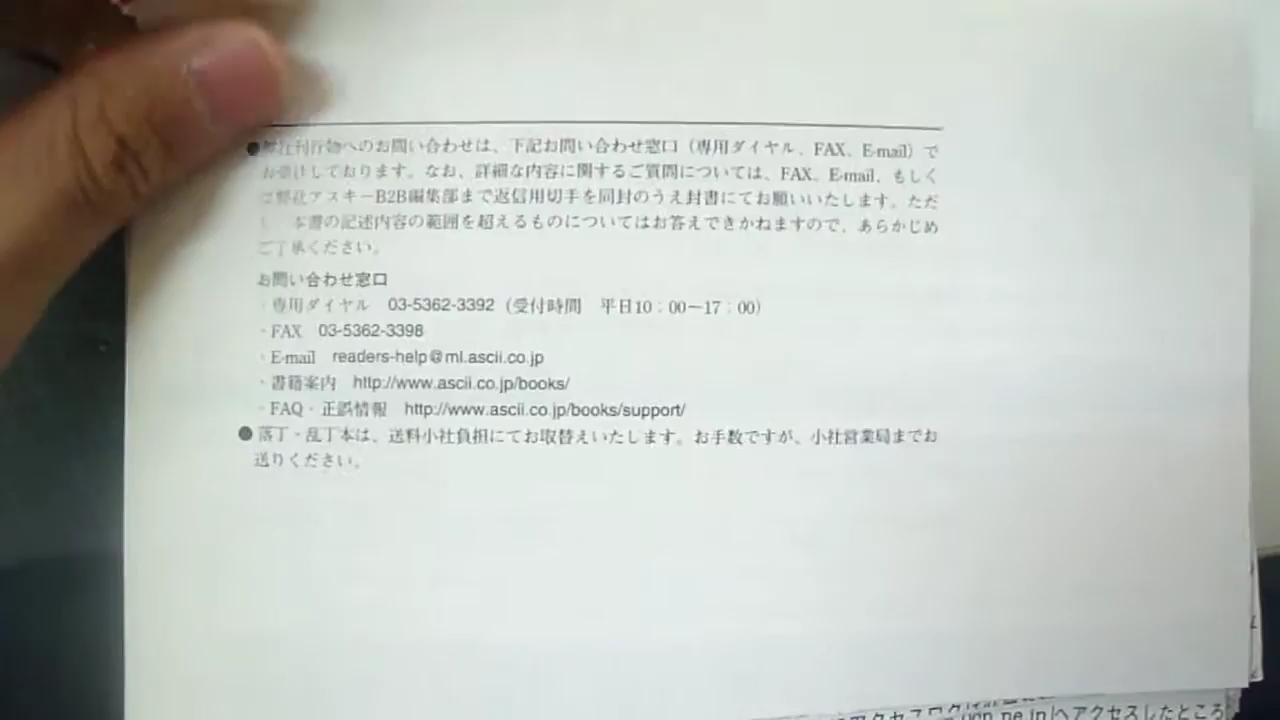 ●弊社刊行物へのお問い合わせは、下記お問い合わせ窓口（専用ダイヤル、FAX、E-mail）で
お受けしております。なお、詳細な内容に関するご質問については、FAX、E-mail、もしく
は弊社アスキーB2B編集部まで返信用切手を同封のうえ封書にてお願いいたします。ただ
し、本書の記述内容の範囲を超えるものについてはお答えできかねますので、あらかじめ
ご了承ください。
お問い合わせ窓口
・専用ダイヤル 03-5362-3392（受付時間 平日10：00－17：00）
・FAX 03-5362-3398
・E-mail readers-help@ml.ascii.co.jp
・書籍案内 http://www.ascii.co.jp/books/
・FAQ・正誤情報 http://www.ascii.co.jp/books/support/
●落丁・乱丁本は、送料小社負担にてお取替えいたします。お手数ですが、小社営業局までお
送りください。
へアクセスしたところ